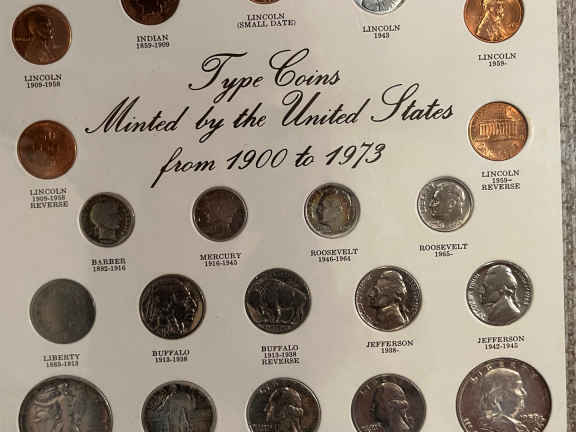 INDIAN
1859-1909
LINCOLN
(SMALL DATE)
LINCOLN
1943
LINCOLN
1909-1958
LINCOLN
1959-
Type Coins
Minted by the United States
from 1900 to 1973
LINCOLN
1909-1958
REVERSE
LINCOLN
1959-
REVERSE
BARBER
1892-1916
MERCURY
1916-1945
ROOSEVELT
1946-1964
ROOSEVELT
1965-
LIBERTY
1883-1913
BUFFALO
1913-1938
BUFFALO
1913-1938
REVERSE
JEFFERSON
1938-
JEFFERSON
1942-1945
LIBERTY